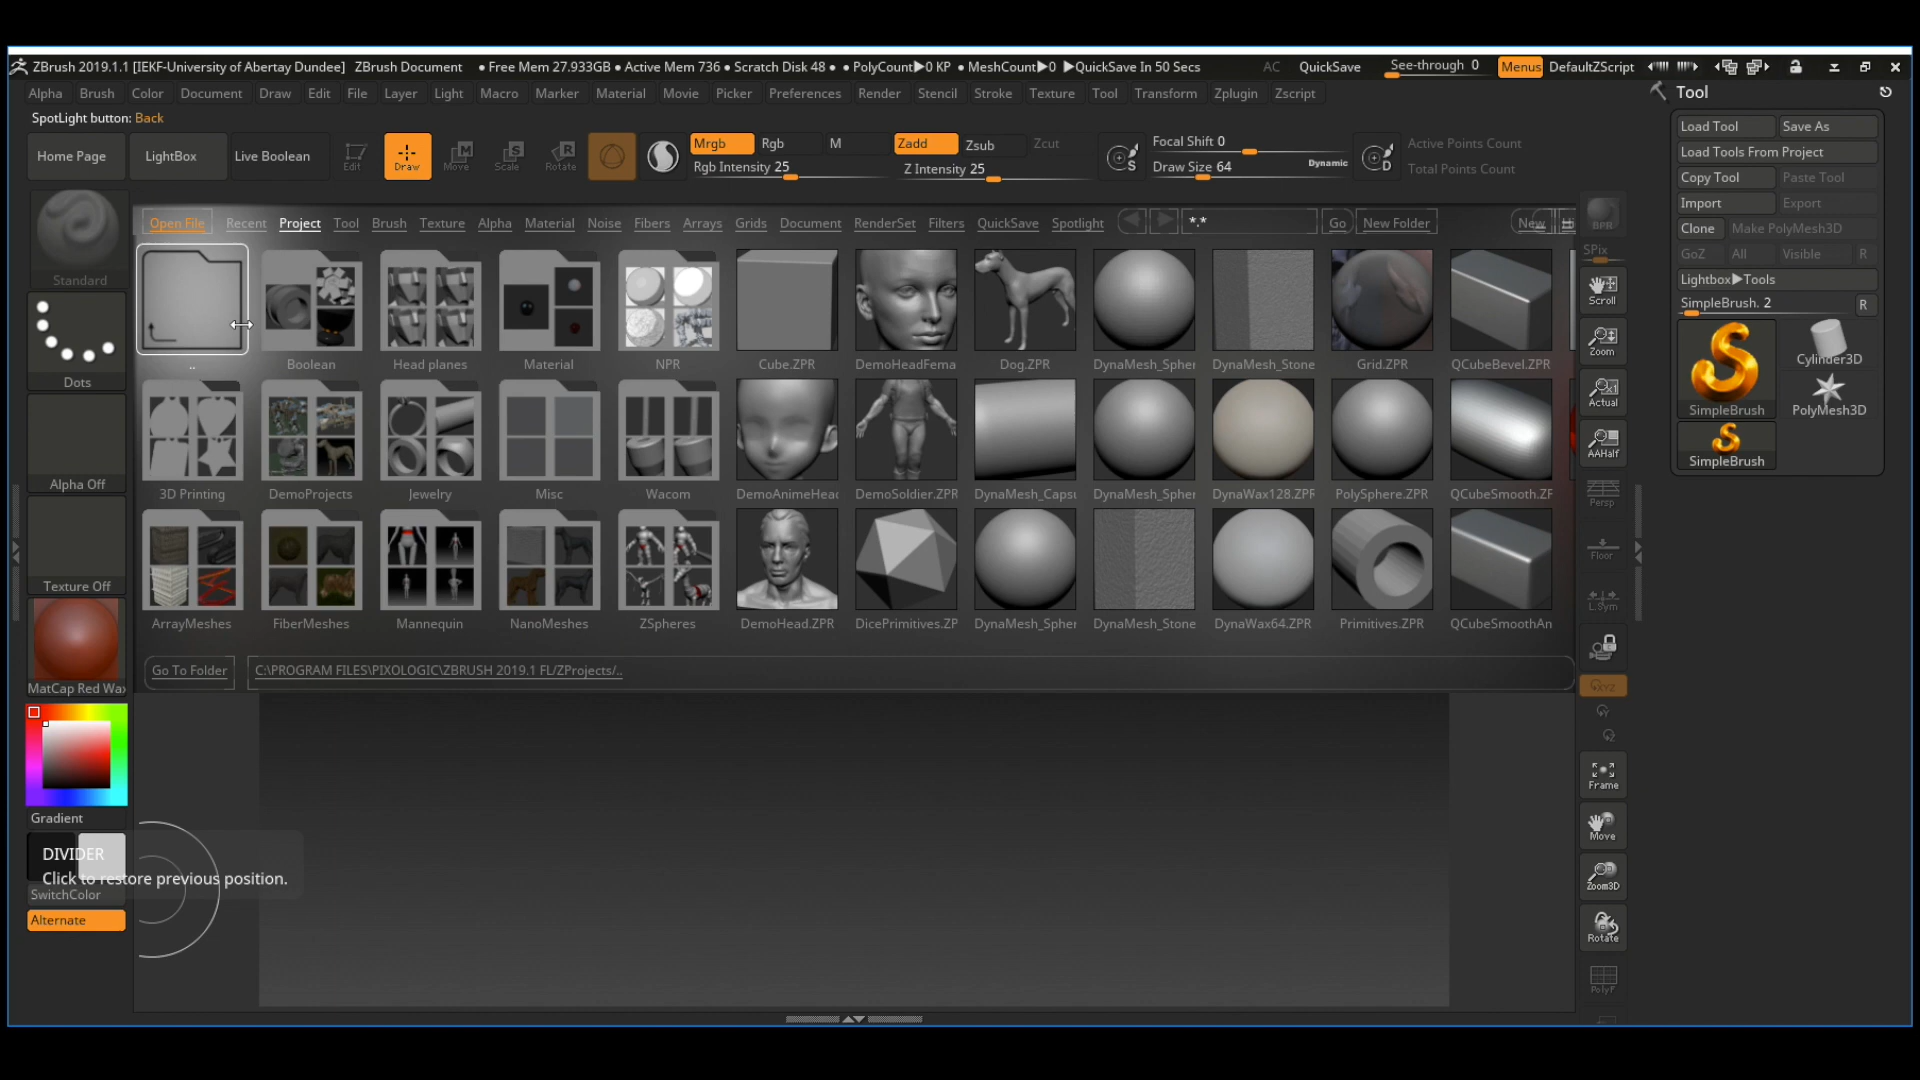 ZBrush 2019.1.1 [IEKF-University of Abertay Dundee] ZBrush Document • Free Mem 27.933GB • Active Mem 736 • Scratch Disk 48 • • PolyCount▶0 KP • MeshCount▶0 ▶QuickSave In 50 Secs AC QuickSave See-through 0 Menus DefaultZScript
Alpha Brush Color Document Draw Edit File Layer Light Macro Marker Material Movie Picker Preferences Render Stencil Stroke Texture Tool Transform Zplugin Zscript
Tool
SpotLight button: Back
Home Page LightBox Live Boolean Edit Draw Move Scale Rotate
Mrgb Rgb M Zadd Zsub Zcut
Rgb Intensity 25 Z Intensity 25
S Focal Shift 0
Draw Size 64 Dynamic D
Active Points Count
Total Points Count
Load Tool Save As
Load Tools From Project
Copy Tool Paste Tool
Import Export
Clone Make PolyMesh3D
GoZ All Visible R
Lightbox▶Tools
SimpleBrush. 2 R
SimpleBrush Cylinder3D
PolyMesh3D
SimpleBrush
Open File Recent Project Tool Brush Texture Alpha Material Noise Fibers Arrays Grids Document RenderSet Filters QuickSave Spotlight *.* Go New Folder New
.. Boolean Head planes Material NPR Cube.ZPR DemoHeadFema Dog.ZPR DynaMesh_Spher DynaMesh_Stone Grid.ZPR QCubeBevel.ZPR
3D Printing DemoProjects Jewelry Misc Wacom DemoAnimeHead DemoSoldier.ZPR DynaMesh_Capsu DynaMesh_Spher DynaWax128.ZPR PolySphere.ZPR QCubeSmooth.ZP
ArrayMeshes FiberMeshes Mannequin NanoMeshes ZSpheres DemoHead.ZPR DicePrimitives.ZP DynaMesh_Spher DynaMesh_Stone DynaWax64.ZPR Primitives.ZPR QCubeSmoothAn
Go To Folder C:\PROGRAM FILES\PIXOLOGIC\ZBRUSH 2019.1 FL/ZProjects/..
Standard
Dots
Alpha Off
Texture Off
MatCap Red Wax
Gradient
DIVIDER
Click to restore previous position.
SwitchColor
Alternate
BPR
SPix
Scroll
Zoom
Actual
AAHalf
Persp
Floor
L.Sym
XYZ
Y
Z
Frame
Move
Zoom3D
Rotate
PolyF